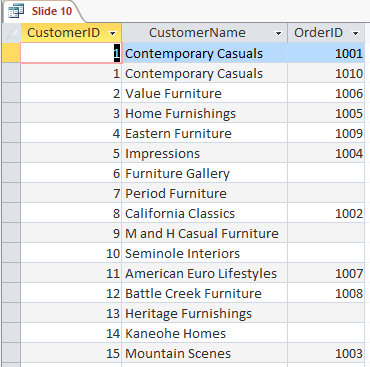 Slide 10
CustomerID CustomerName OrderID
1 Contemporary Casuals 1001
1 Contemporary Casuals 1010
2 Value Furniture 1006
3 Home Furnishings 1005
4 Eastern Furniture 1009
5 Impressions 1004
6 Furniture Gallery
7 Period Furniture
8 California Classics 1002
9 M and H Casual Furniture
10 Seminole Interiors
11 American Euro Lifestyles 1007
12 Battle Creek Furniture 1008
13 Heritage Furnishings
14 Kaneohe Homes
15 Mountain Scenes 1003